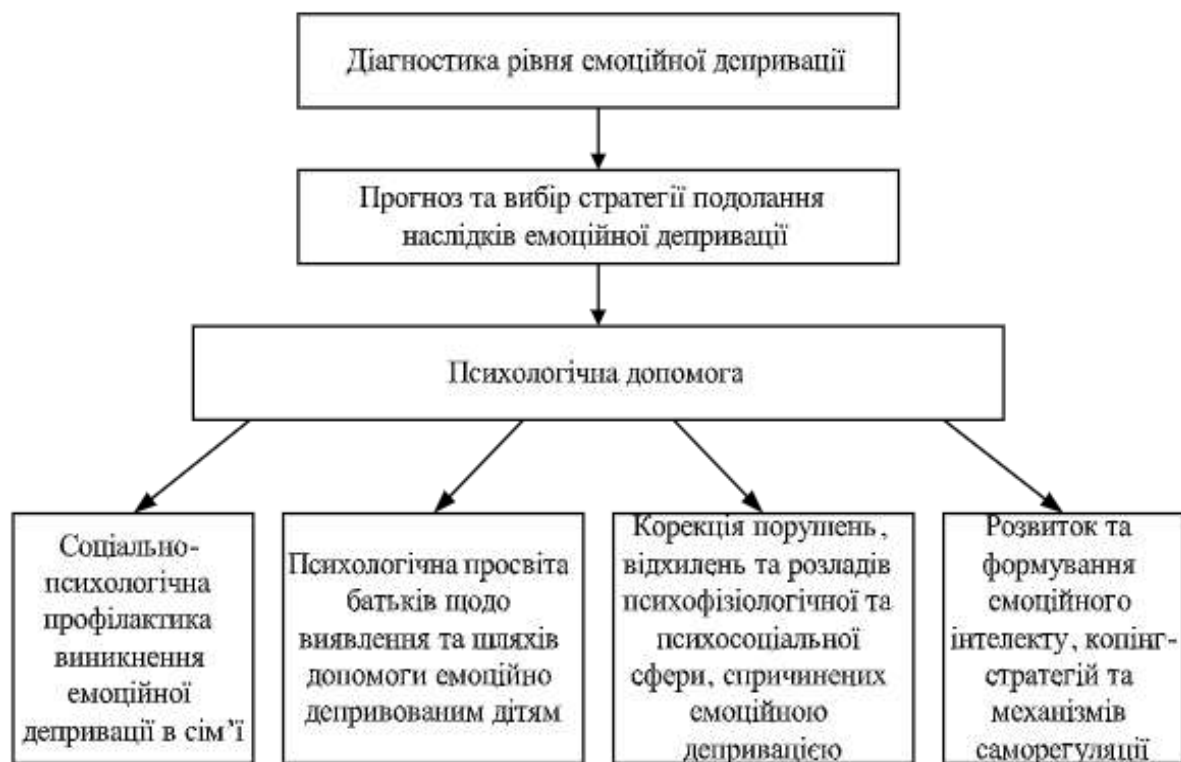 Діагностика рівня емоційної депривації
Прогноз та вибір стратегії подолання
наслідків емоційної депривації
Психологічна допомога
Соціально-
психологічна
профілактика
виникнення
емоційної
депривації в сім’ї
Психологічна просвіта
батьків щодо
виявлення та шляхів
допомоги емоційно
депривованим дітям
Корекція порушень,
відхилень та розладів
психофізіологічної та
психосоціальної
сфери, спричинених
емоційною
депривацією
Розвиток та
формування
емоційного
інтелекту, копінг-
стратегій та
механізмів
саморегуляції